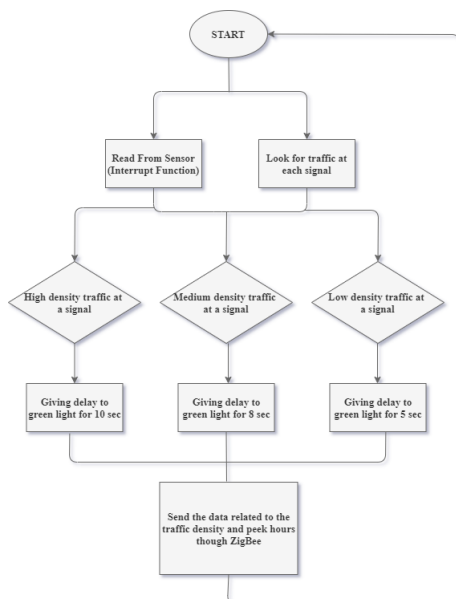 START
Read From Sensor
(Interrupt Function)
Look for traffic at
each signal
High density traffic at
a signal
Medium density traffic
at a signal
Low density traffic at
a signal
Giving delay to
green light for 10 sec
Giving delay to
green light for 8 sec
Giving delay to
green light for 5 sec
Send the data related to the
traffic density and peek hours
though ZigBee